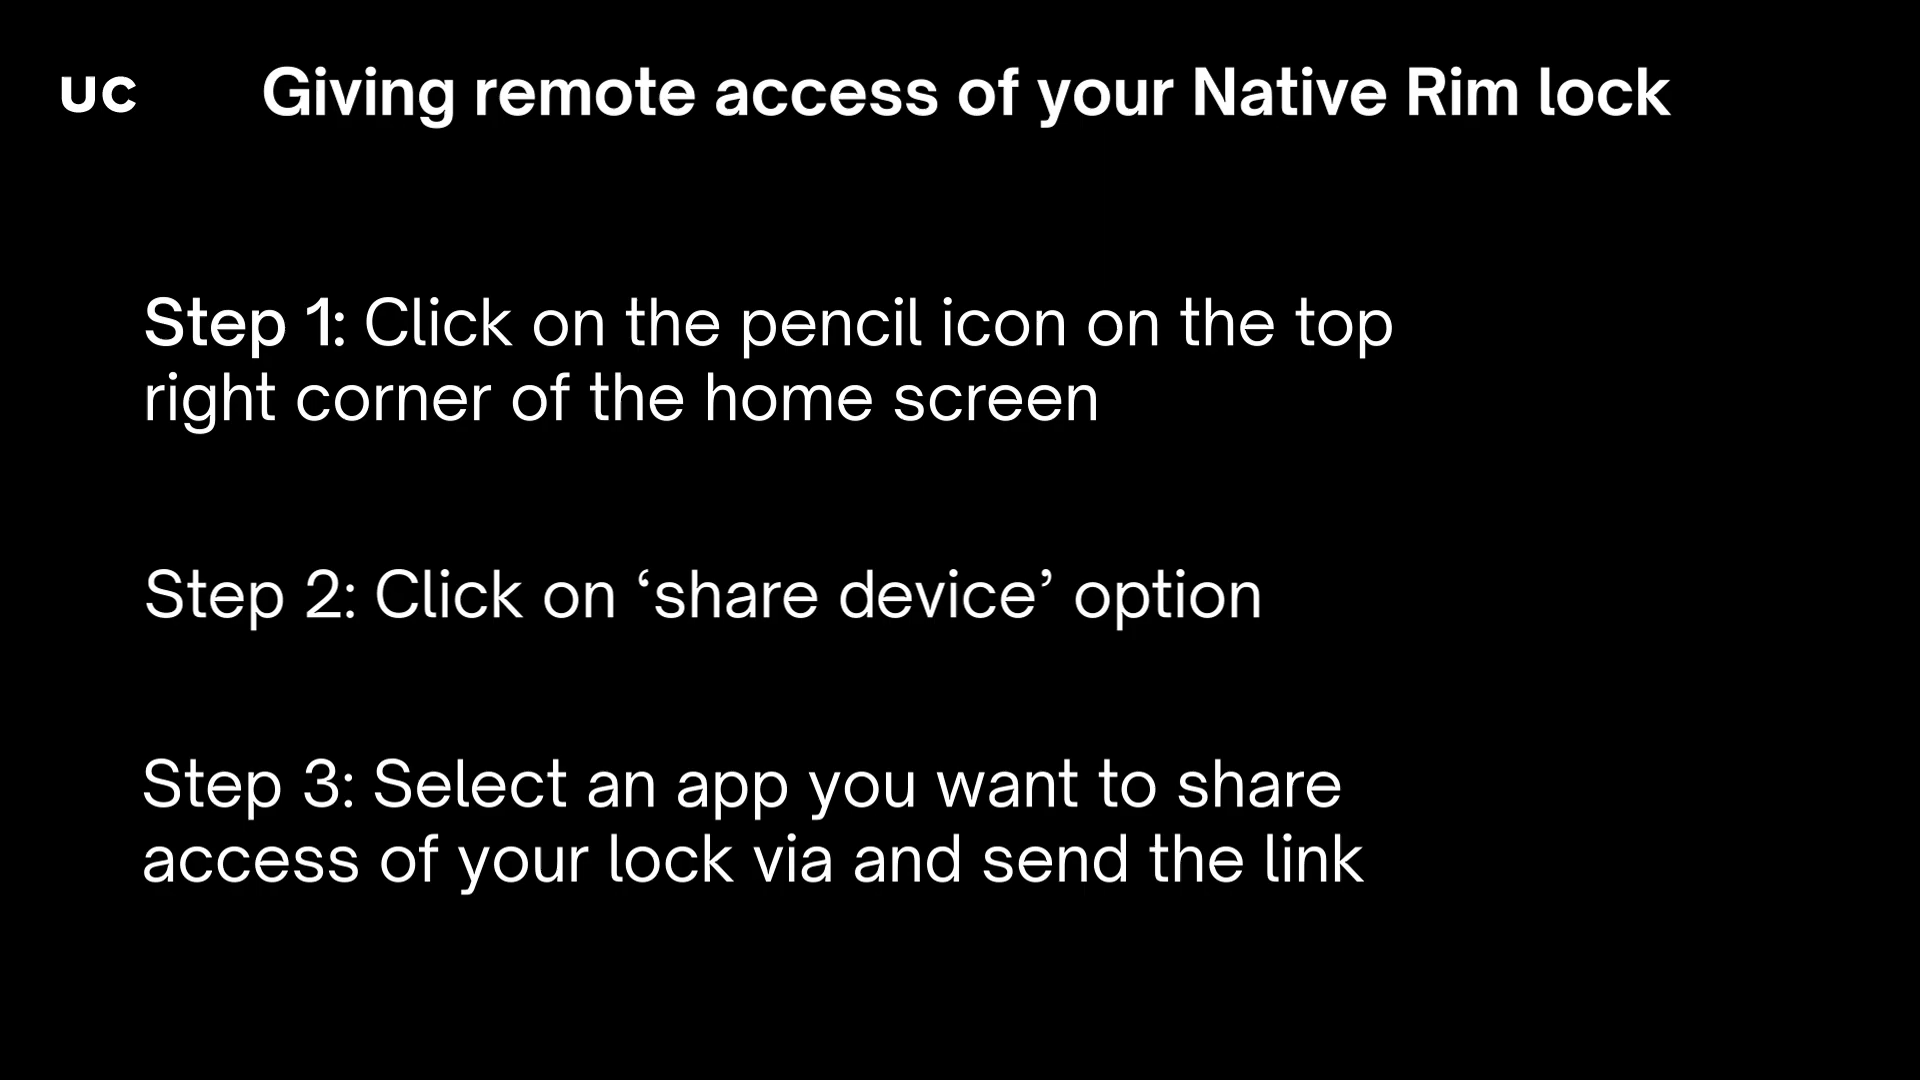 UC
Giving remote access of your Native Rim lock
Step 1: Click on the pencil icon on the top
right corner of the home screen
Step 2: Click on ‘share device’ option
Step 3: Select an app you want to share
access of your lock via and send the link